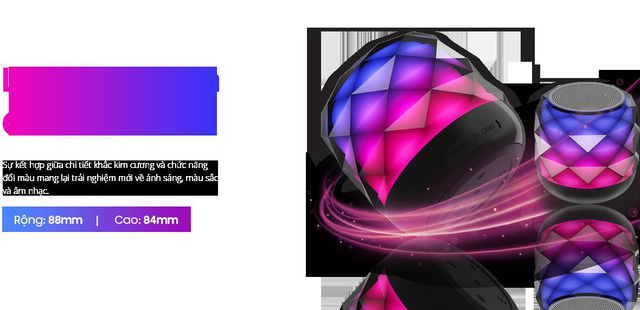 Sự kết hợp giữa chi tiết khắc kim cương và chức năng
đổi màu mang lại trải nghiệm mới về ánh sáng, màu sắc
và âm nhạc.
Rộng: 88mm | Cao: 84mm